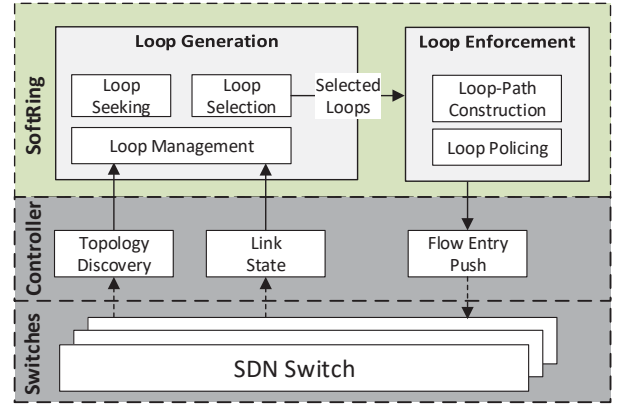 SoftRing
Loop Generation
Loop
Seeking
Loop
Selection
Loop Management
Selected
Loops
Loop Enforcement
Loop-Path
Construction
Loop Policing
Controller
Topology
Discovery
Link
State
Flow Entry
Push
Switches
SDN Switch